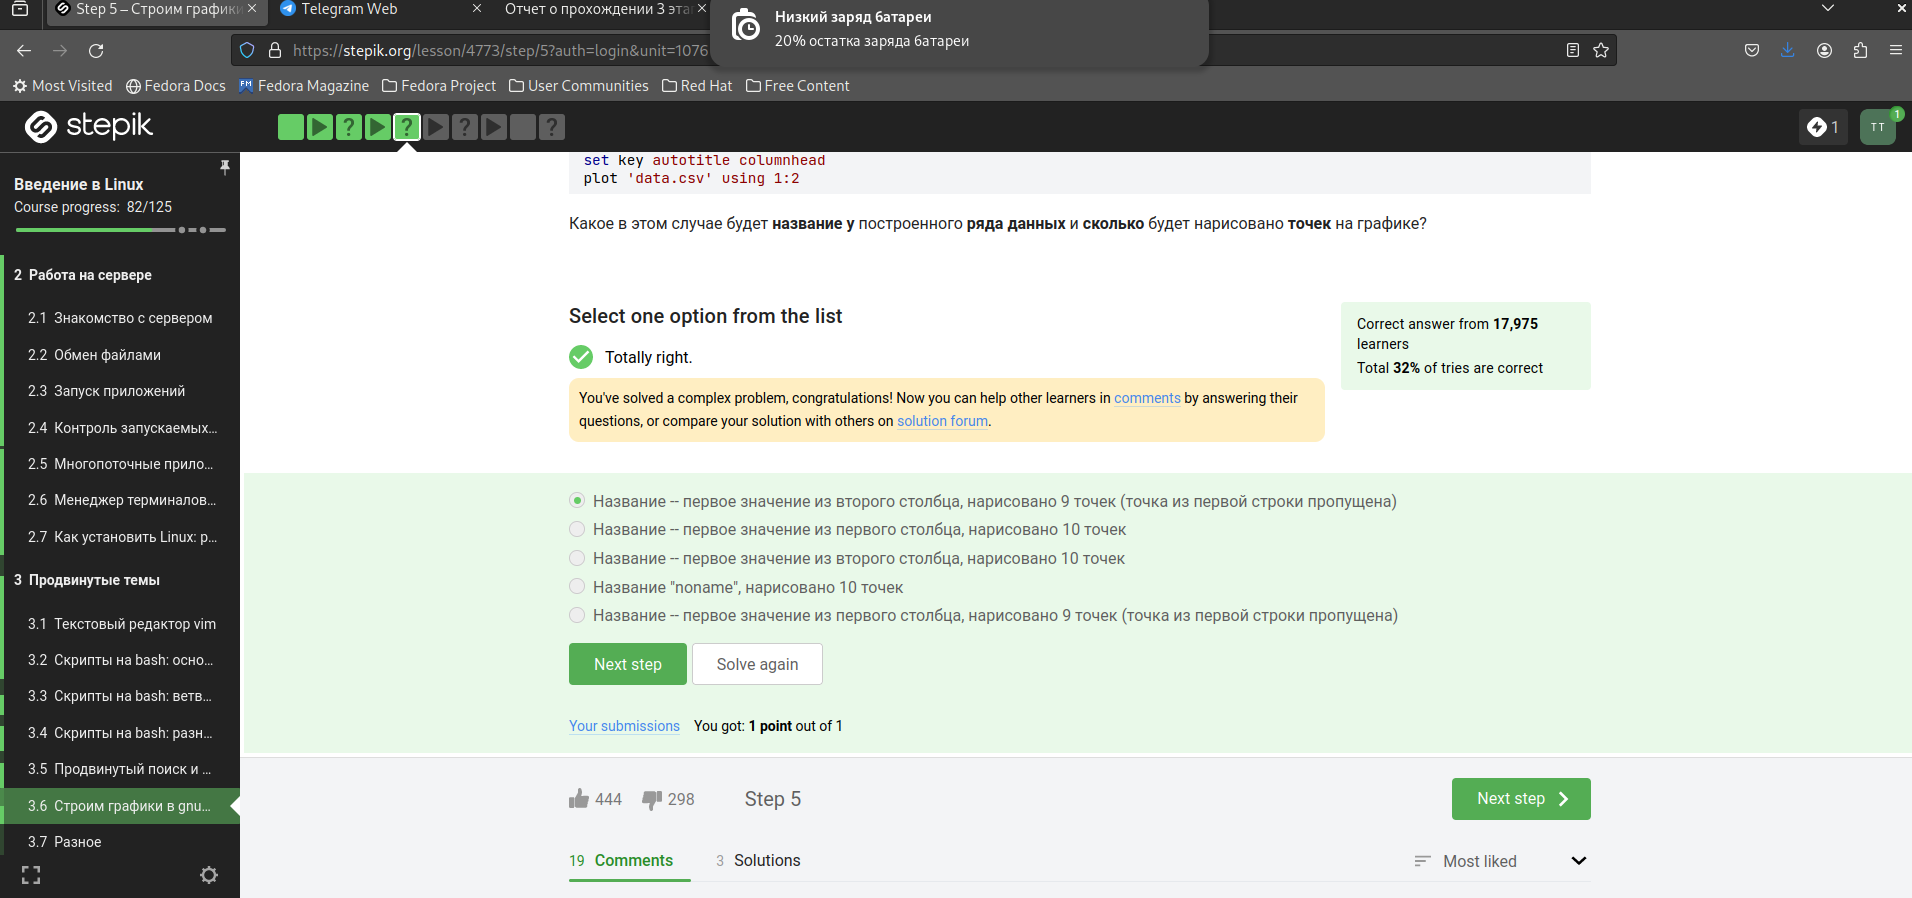 Step 5 – Строим графики
Telegram Web
Отчет о прохождении 3 эта
Низкий заряд батареи
20% остатка заряда батареи
https://stepik.org/lesson/4773/step/5?auth=login&unit=1076
Most Visited
Fedora Docs
Fedora Magazine
Fedora Project
User Communities
Red Hat
Free Content
stepik
1
TT
1
Введение в Linux
Course progress: 82/125
2 Работа на сервере
2.1 Знакомство с сервером
2.2 Обмен файлами
2.3 Запуск приложений
2.4 Контроль запускаемых...
2.5 Многопоточные прило...
2.6 Менеджер терминалов...
2.7 Как установить Linux: р...
3 Продвинутые темы
3.1 Текстовый редактор vim
3.2 Скрипты на bash: осно...
3.3 Скрипты на bash: ветв...
3.4 Скрипты на bash: разн...
3.5 Продвинутый поиск и ...
3.6 Строим графики в gnu...
3.7 Разное
set key autotitle columnhead
plot 'data.csv' using 1:2
Какое в этом случае будет название у построенного ряда данных и сколько будет нарисовано точек на графике?
Select one option from the list
Totally right.
You've solved a complex problem, congratulations! Now you can help other learners in comments by answering their
questions, or compare your solution with others on solution forum.
Correct answer from 17,975
learners
Total 32% of tries are correct
Название -- первое значение из второго столбца, нарисовано 9 точек (точка из первой строки пропущена)
Название -- первое значение из первого столбца, нарисовано 10 точек
Название -- первое значение из второго столбца, нарисовано 10 точек
Название "noname", нарисовано 10 точек
Название -- первое значение из первого столбца, нарисовано 9 точек (точка из первой строки пропущена)
Next step
Solve again
Your submissions You got: 1 point out of 1
444
298
Step 5
Next step
19 Comments
3 Solutions
Most liked